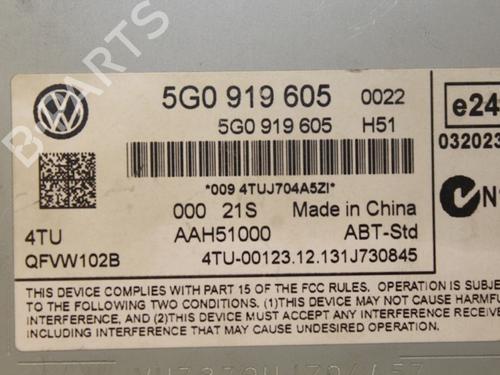 5G0 919 605 0022
5G0 919 605 H51
*009 4TUJ704A5ZI*
000 21S Made in China
4TU AAH51000 ABT-Std
QFVW102B 4TU-00123.12.131J730845
e24
032023
THIS DEVICE COMPLIES WITH PART 15 OF THE FCC RULES. OPERATION IS SUBJE
TO THE FOLLOWING TWO CONDITIONS. (1)THIS DEVICE MAY NOT CAUSE HARMFU
INTERFERENCE, AND (2)THIS DEVICE MUST ACCEPT ANY INTERFERENCE RECEIVE
INCLUDING INTERFERENCE THAT MAY CAUSE UNDESIRED OPERATION.